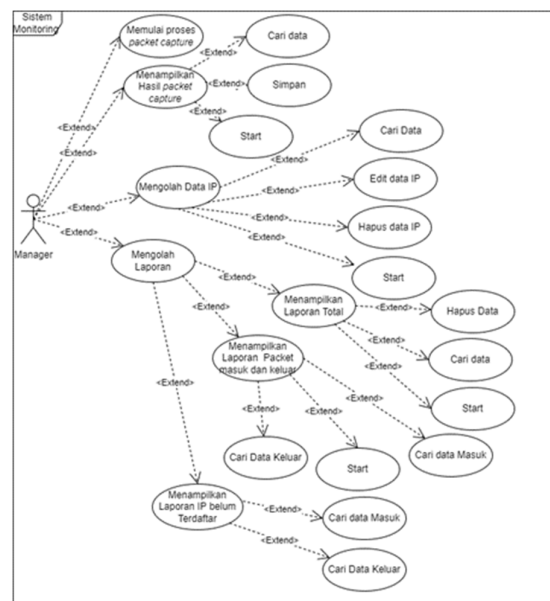 Sistem
Monitoring
Memulai proses
packet capture
<Extend>
Cari data
<Extend>
Menampilkan
Hasil packet
capture
<Extend>
Simpan
<Extend>
Start
<Extend>
<Extend>
Cari Data
<Extend>
Mengolah Data IP
<Extend>
Edit data IP
<Extend>
<Extend>
Hapus data IP
<Extend>
Start
Manager
<Extend>
Mengolah
Laporan
<Extend>
Menampilkan
Laporan Total
<Extend>
Hapus Data
<Extend>
Cari data
<Extend>
Start
<Extend>
Menampilkan
Laporan Packet
masuk dan keluar
<Extend>
<Extend>
<Extend>
Cari Data Keluar
Start
Cari data Masuk
<Extend>
Menampilkan
Laporan IP belum
Terdaftar
<Extend>
Cari data Masuk
<Extend>
Cari Data Keluar